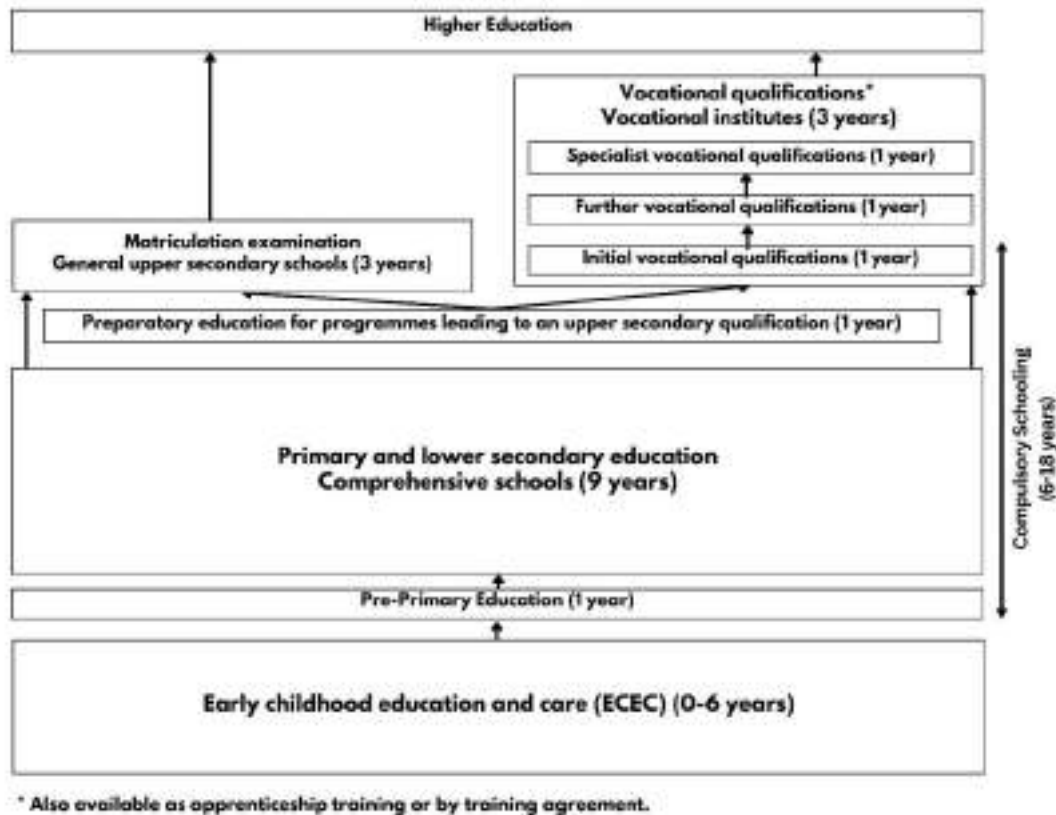 Higher Education
Vocational qualifications*
Vocational institutes (3 years)
Specialist vocational qualifications (1 year)
Further vocational qualifications (1 year)
Initial vocational qualifications (1 year)
Matriculation examination
General upper secondary schools (3 years)
Preparatory education for programmes leading to an upper secondary qualification (1 year)
Primary and lower secondary education
Comprehensive schools (9 years)
Compulsory Schooling
(6-18 years)
Pre-Primary Education (1 year)
Early childhood education and care (ECEC) (0-6 years)
* Also available as apprenticeship training or by training agreement.